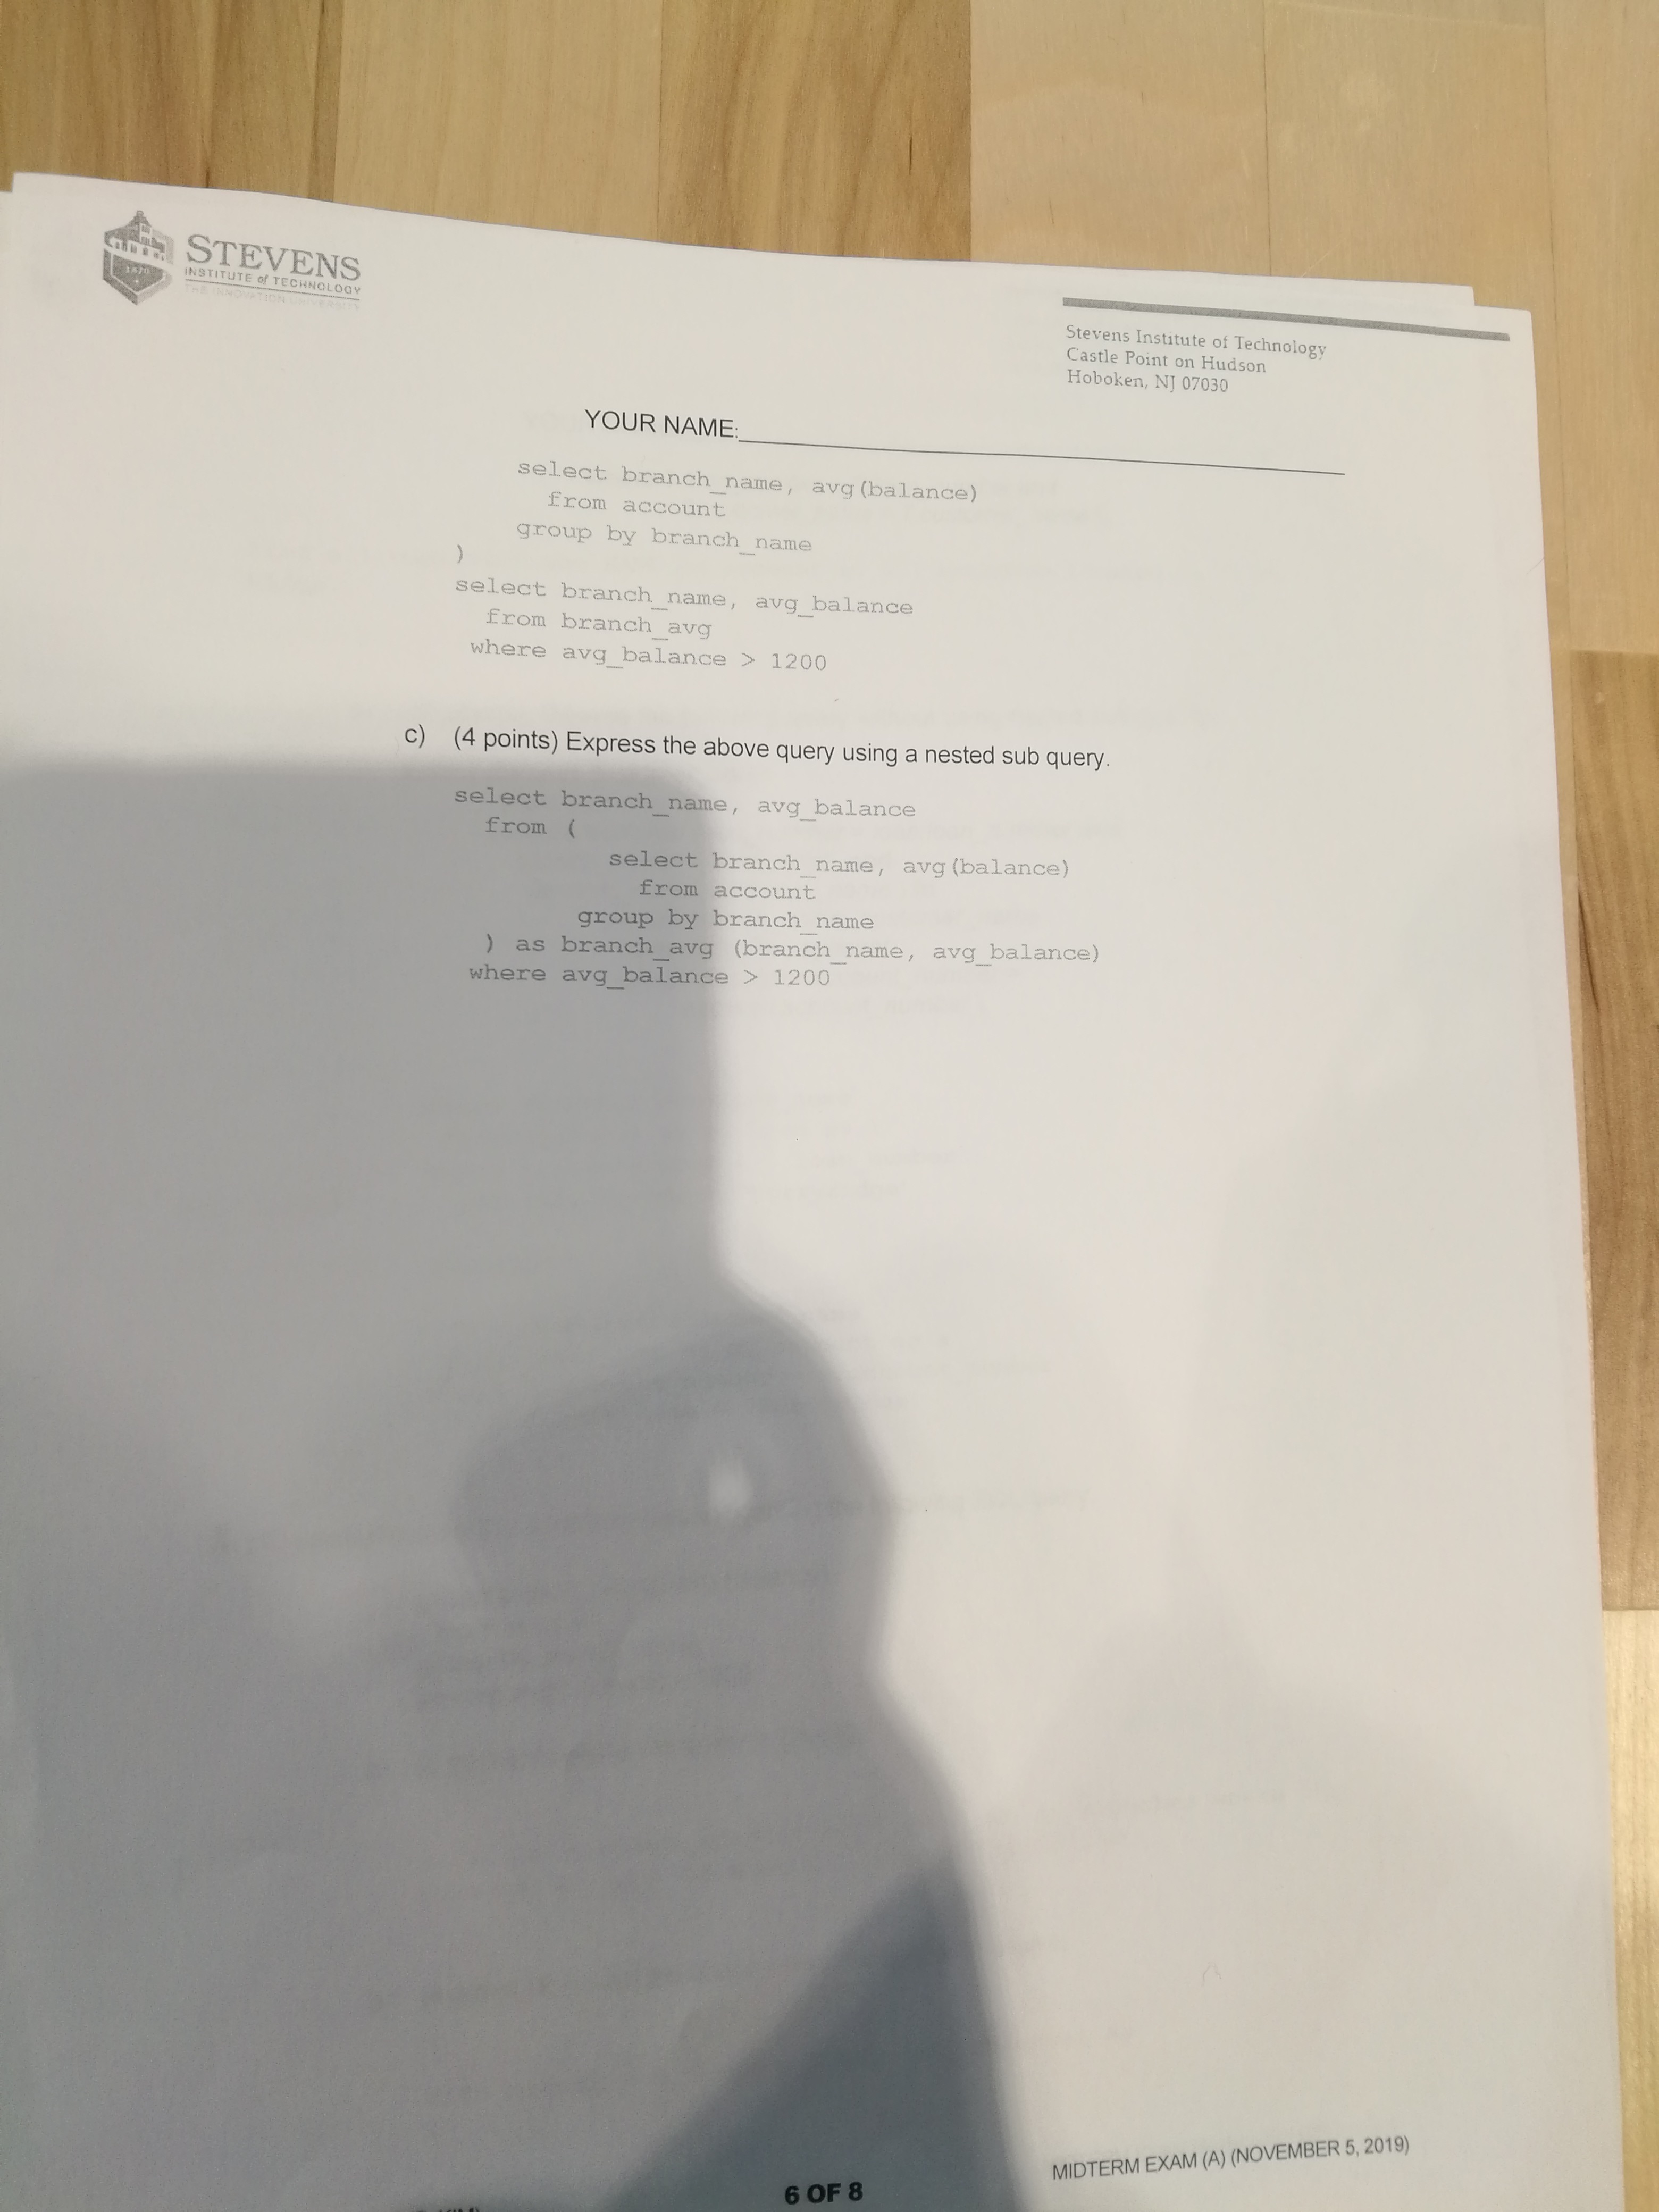 STEVENS
INSTITUTE of TECHNOLOGY
THE INNOVATION UNIVERSITY
1870
Stevens Institute of Technology
Castle Point on Hudson
Hoboken, NJ 07030
YOUR NAME:
select branch_name, avg(balance)
from account
group by branch_name
)
select branch_name, avg_balance
from branch_avg
where avg_balance > 1200
c) (4 points) Express the above query using a nested sub query.
select branch_name, avg_balance
from (
select branch_name, avg(balance)
from account
group by branch_name
) as branch_avg (branch_name, avg_balance)
where avg_balance > 1200
MIDTERM EXAM (A) (NOVEMBER 5, 2019)
6 OF 8